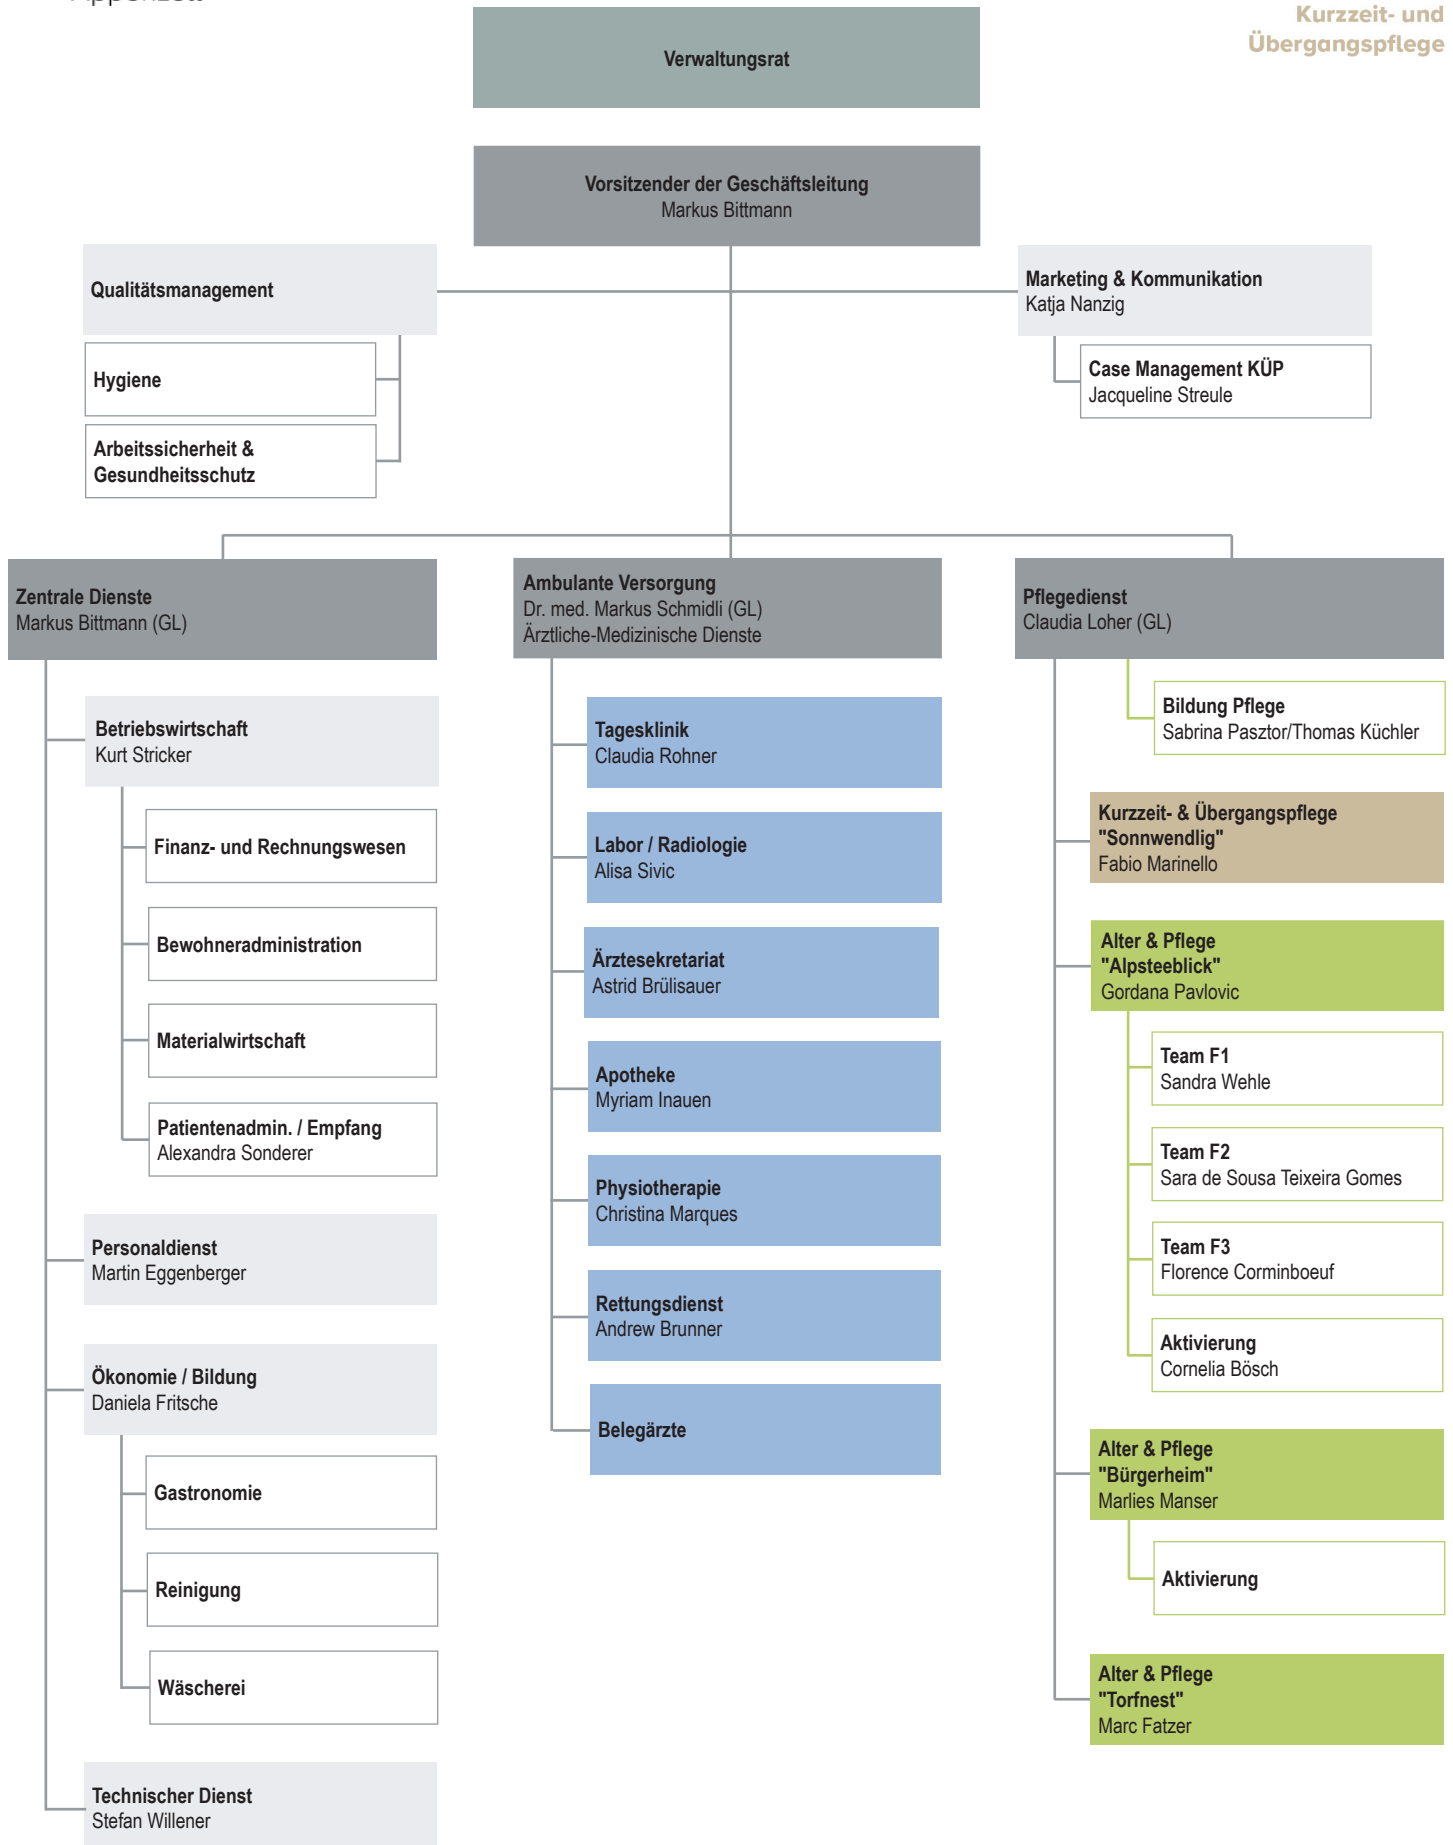 Kurzzeit- und
Übergangspflege
Verwaltungsrat
Vorsitzender der Geschäftsleitung
Markus Bittmann
Qualitätsmanagement
Hygiene
Arbeitssicherheit &
Gesundheitsschutz
Marketing & Kommunikation
Katja Nanzig
Case Management KÜP
Jacqueline Streule
Zentrale Dienste
Markus Bittmann (GL)
Betriebswirtschaft
Kurt Stricker
Finanz- und Rechnungswesen
Bewohneradministration
Materialwirtschaft
Patientenadmin. / Empfang
Alexandra Sonderer
Personaldienst
Martin Eggenberger
Ökonomie / Bildung
Daniela Fritsche
Gastronomie
Reinigung
Wäscherei
Technischer Dienst
Stefan Willener
Ambulante Versorgung
Dr. med. Markus Schmidli (GL)
Ärztliche-Medizinische Dienste
Tagesklinik
Claudia Rohner
Labor / Radiologie
Alisa Sivic
Ärztesekretariat
Astrid Brülisauer
Apotheke
Myriam Inauen
Physiotherapie
Christina Marques
Rettungsdienst
Andrew Brunner
Belegärzte
Pflegedienst
Claudia Loher (GL)
Bildung Pflege
Sabrina Pasztor/Thomas Küchler
Kurzzeit- & Übergangspflege
"Sonnwendlig"
Fabio Marinello
Alter & Pflege
"Alpsteeblick"
Gordana Pavlovic
Team F1
Sandra Wehle
Team F2
Sara de Sousa Teixeira Gomes
Team F3
Florence Corminboeuf
Aktivierung
Cornelia Bösch
Alter & Pflege
"Bürgerheim"
Marlies Manser
Aktivierung
Alter & Pflege
"Torfnest"
Marc Fatzer